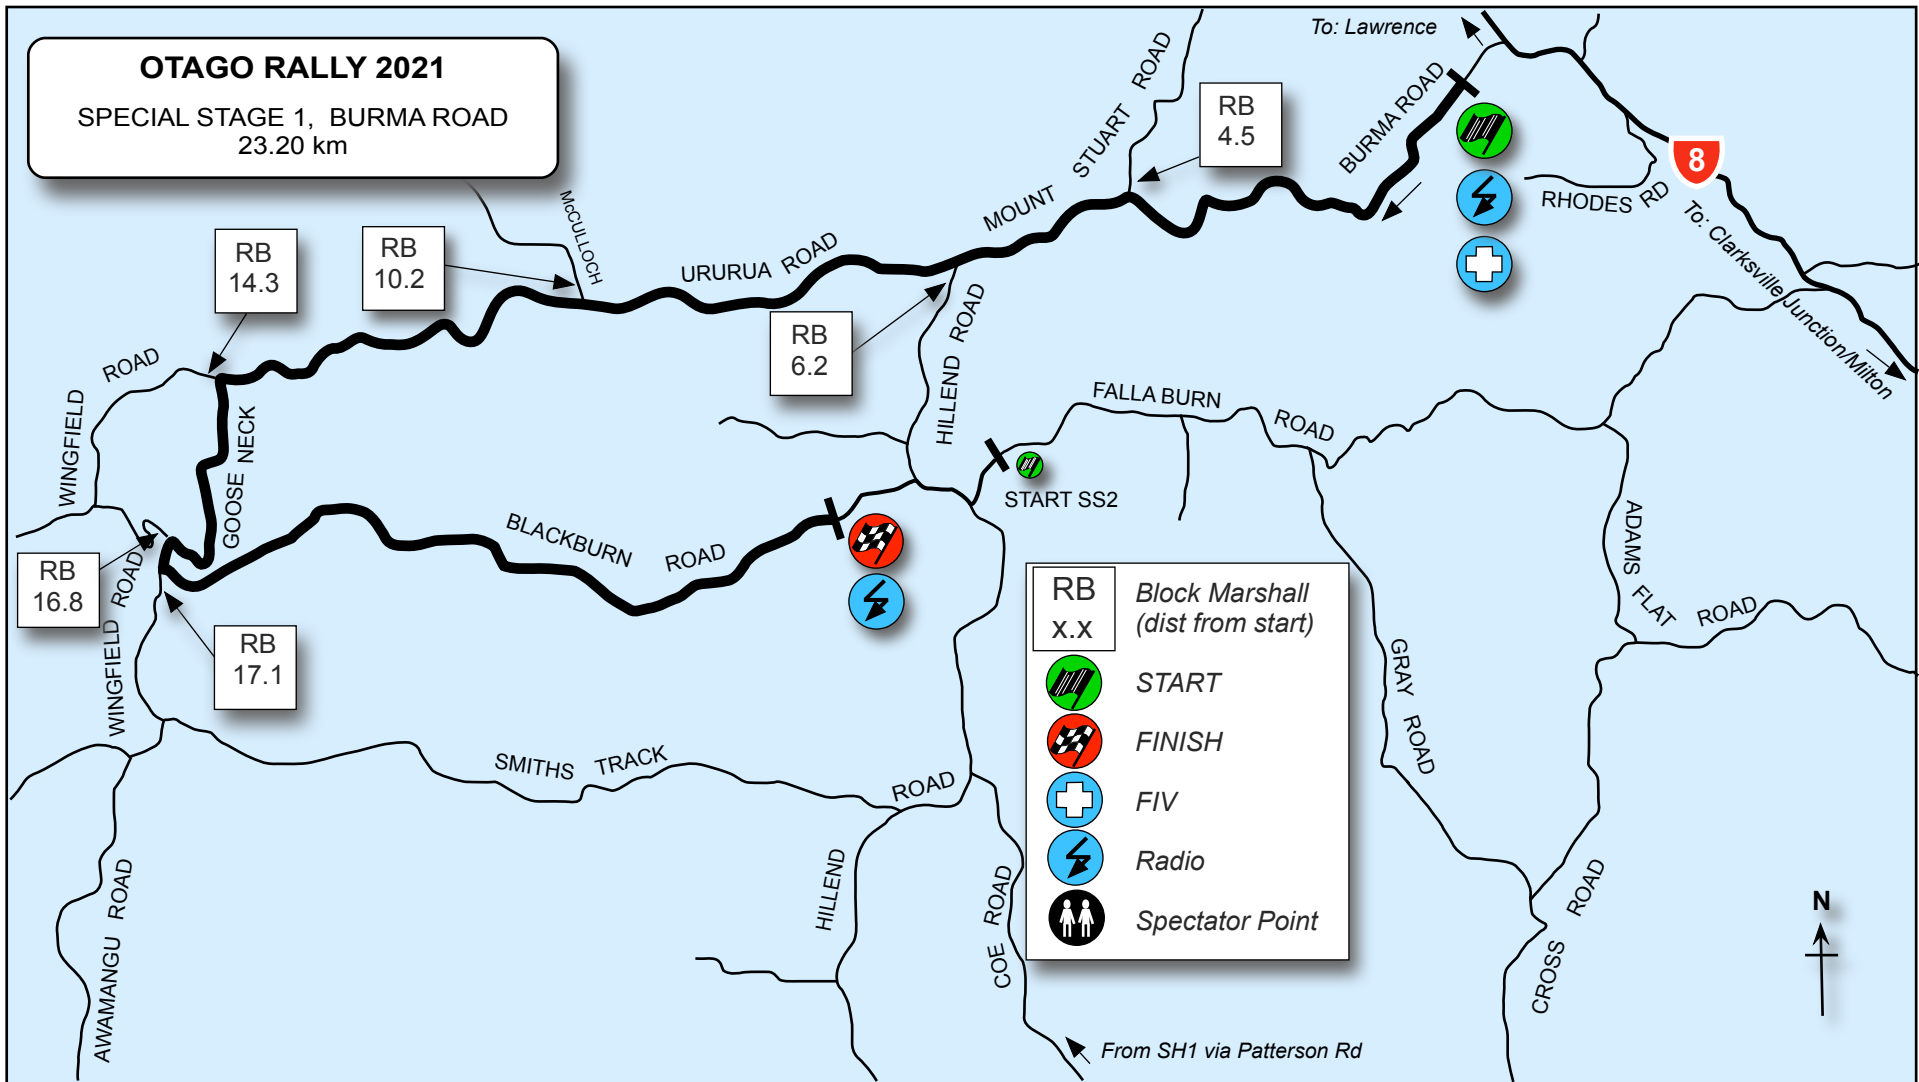 OTAGO RALLY 2021
SPECIAL STAGE 1, BURMA ROAD
23.20 km
To: Lawrence
STUART ROAD
RB
4.5
BURMA ROAD
8
RHODES RD
To: Clarksville Junction/Milton
MOUNT
McCULLOCH
RB
14.3
RB
10.2
URURUA ROAD
RB
6.2
HILLEND ROAD
WINGFIELD ROAD
GOOSE NECK
FALLA BURN ROAD
START SS2
BLACKBURN ROAD
ADAMS FLAT ROAD
RB
16.8
WINGFIELD ROAD
RB
17.1
RB
x.x
Block Marshall
(dist from start)
START
FINISH
FIV
Radio
Spectator Point
GRAY ROAD
SMITHS TRACK
HILLEND ROAD
COE ROAD
CROSS ROAD
AWAMANGU ROAD
N
From SH1 via Patterson Rd